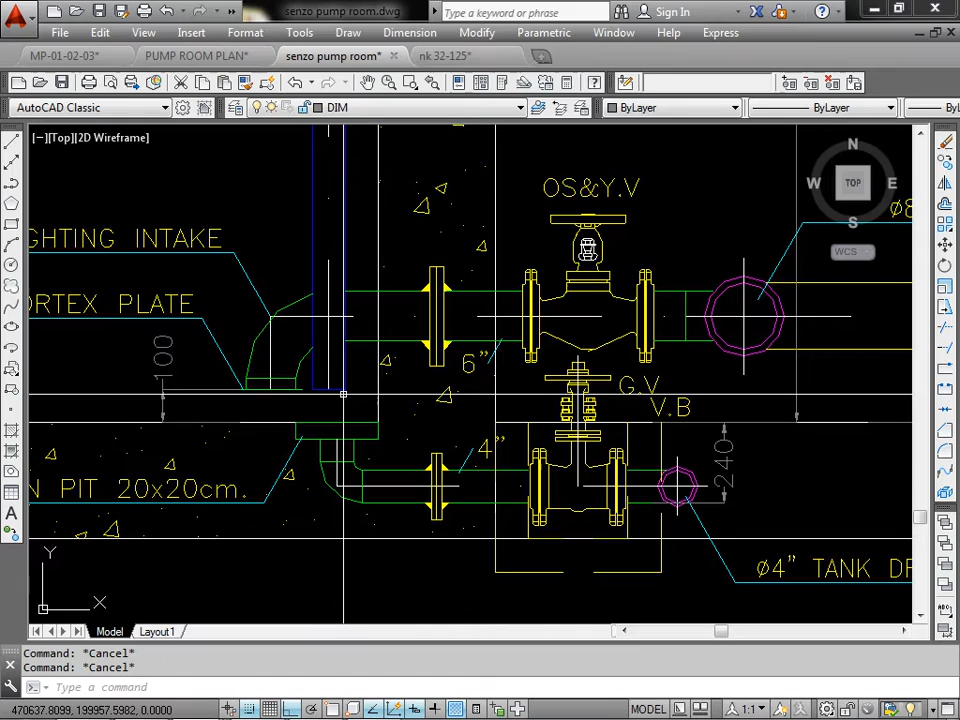 senzo pump room.dwg
Type a keyword or phrase
Sign In
File Edit View Insert Format Tools Draw Dimension Modify Parametric Window Help Express
MP-01-02-03*
PUMP ROOM PLAN*
senzo pump room*
nk 32-125*
AutoCAD Classic
DIM
ByLayer
ByLayer
[−][Top][2D Wireframe]
N
W TOP E
S
WCS
OS&Y.V
GHTING INTAKE
RTEX PLATE
100
6"
G.V
V.B
4"
240
N PIT 20x20cm.
ø4" TANK DR
Y
X
Model Layout1
Command: *Cancel*
Command: *Cancel*
Type a command
470637.8099, 199957.5982, 0.0000
MODEL
1:1